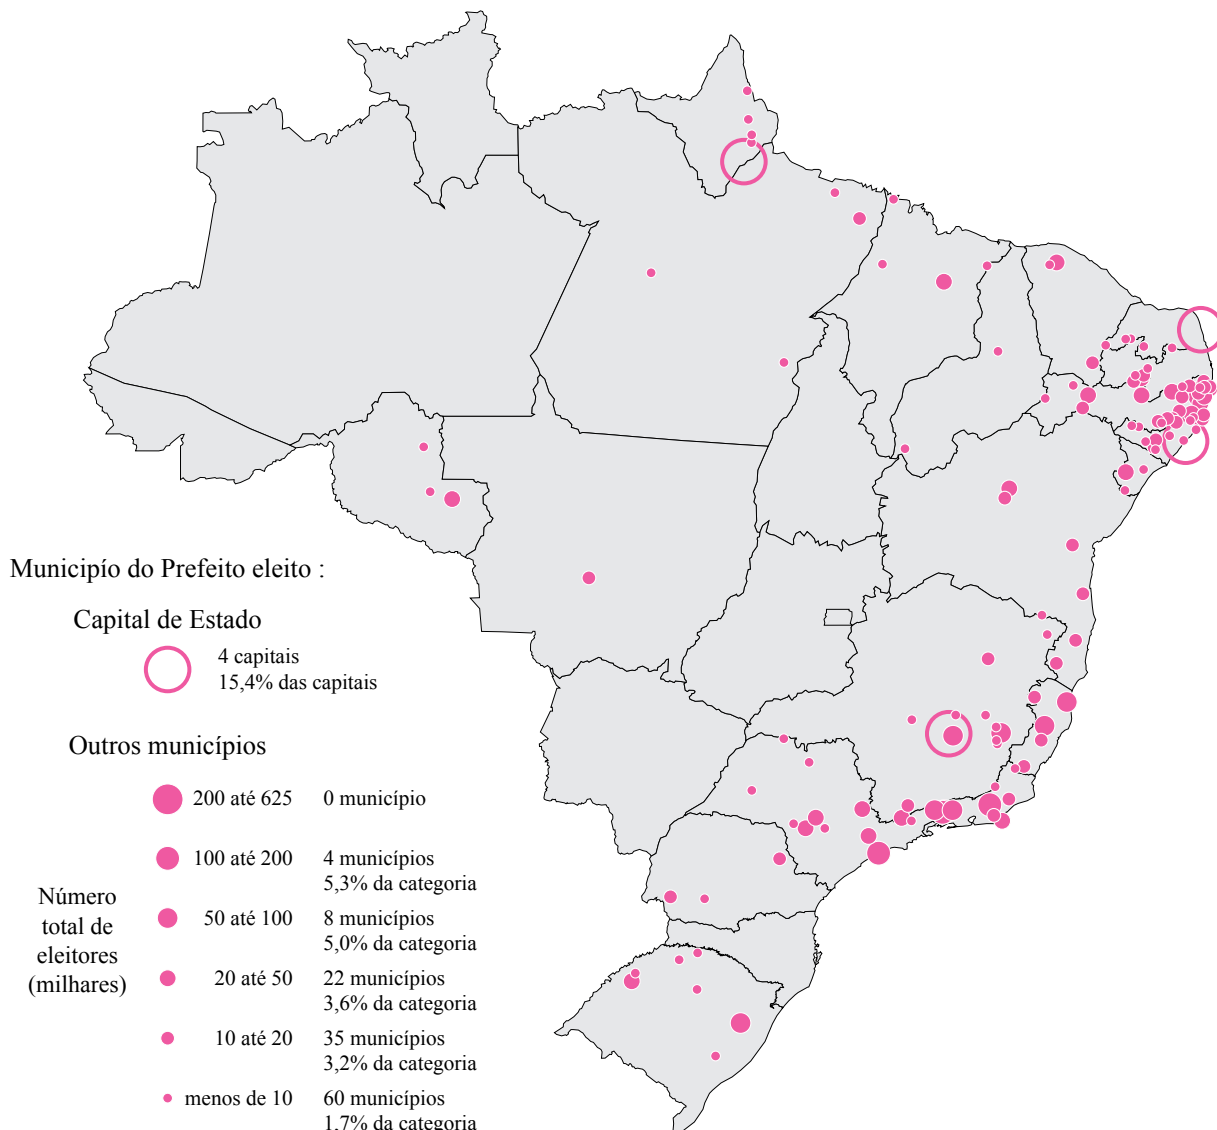 Municipío do Prefeito eleito :
Capital de Estado
4 capitais
15,4% das capitais
Outros municípios
200 até 625 0 município
100 até 200 4 municípios
5,3% da categoria
Número
total de
eleitores
(milhares)
50 até 100 8 municípios
5,0% da categoria
20 até 50 22 municípios
3,6% da categoria
10 até 20 35 municípios
3,2% da categoria
menos de 10 60 municípios
1,7% da categoria